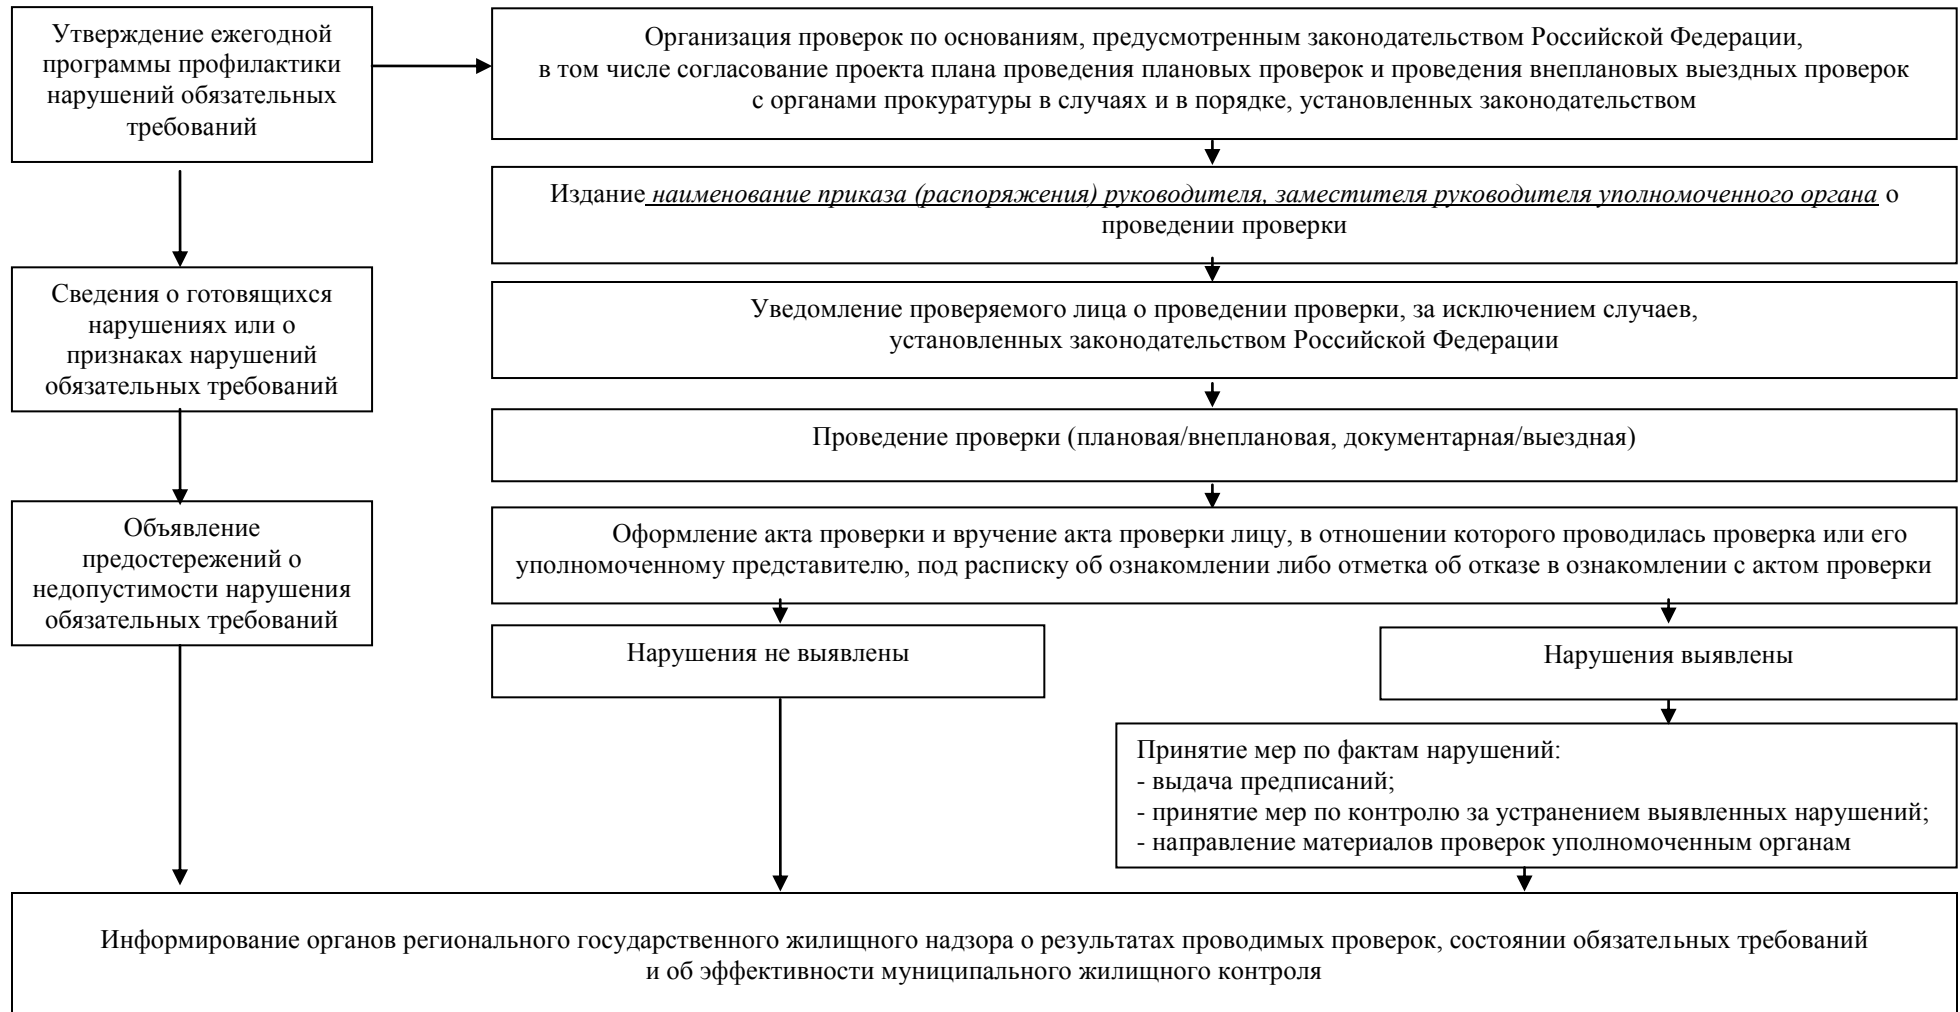 Утверждение ежегодной
программы профилактики
нарушений обязательных
требований
Организация проверок по основаниям, предусмотренным законодательством Российской Федерации,
в том числе согласование проекта плана проведения плановых проверок и проведения внеплановых выездных проверок
с органами прокуратуры в случаях и в порядке, установленных законодательством
Издание наименование приказа (распоряжения) руководителя, заместителя руководителя уполномоченного органа о
проведении проверки
Сведения о готовящихся
нарушениях или о
признаках нарушений
обязательных требований
Уведомление проверяемого лица о проведении проверки, за исключением случаев,
установленных законодательством Российской Федерации
Проведение проверки (плановая/внеплановая, документарная/выездная)
Объявление
предостережений о
недопустимости нарушения
обязательных требований
Оформление акта проверки и вручение акта проверки лицу, в отношении которого проводилась проверка или его
уполномоченному представителю, под расписку об ознакомлении либо отметка об отказе в ознакомлении с актом проверки
Нарушения не выявлены
Нарушения выявлены
Принятие мер по фактам нарушений:
- выдача предписаний;
- принятие мер по контролю за устранением выявленных нарушений;
- направление материалов проверок уполномоченным органам
Информирование органов регионального государственного жилищного надзора о результатах проводимых проверок, состоянии обязательных требований
и об эффективности муниципального жилищного контроля